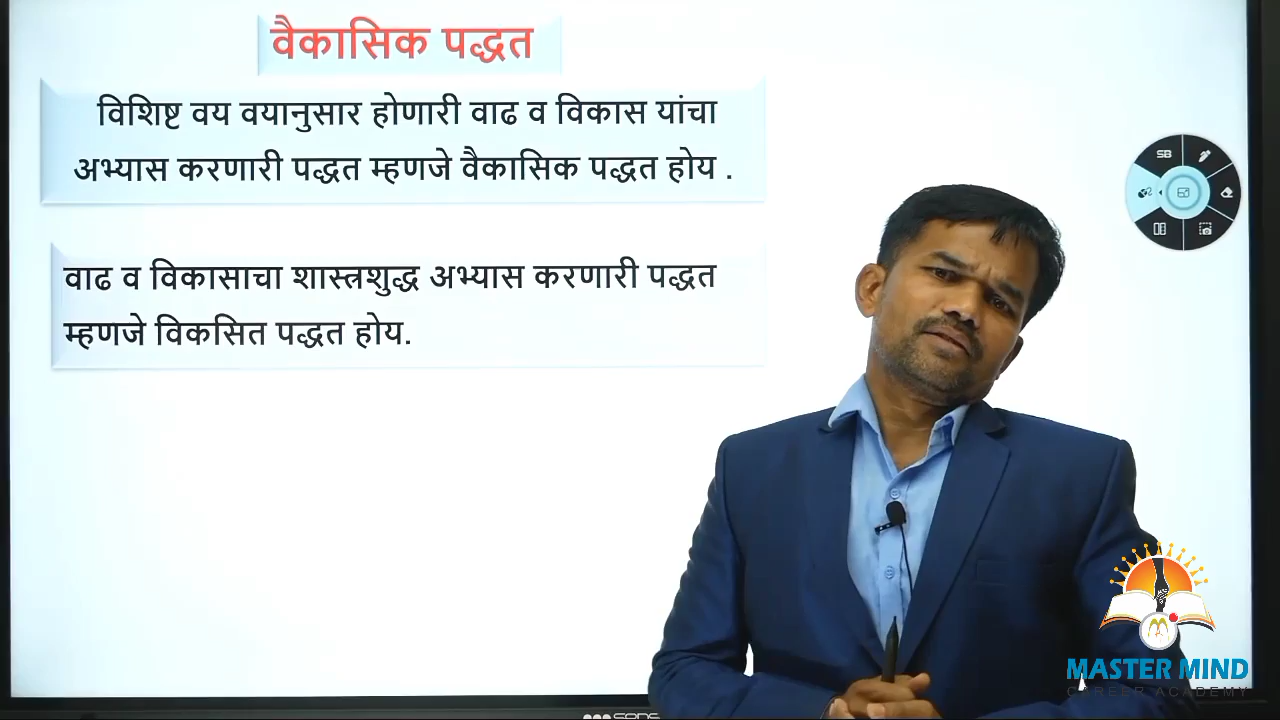 वैकासिक पद्धत
विशिष्ट वय वयानुसार होणारी वाढ व विकास यांचा
अभ्यास करणारी पद्धत म्हणजे वैकासिक पद्धत होय .
वाढ व विकासाचा शास्त्रशुद्ध अभ्यास करणारी पद्धत
म्हणजे विकसित पद्धत होय.
SB
MASTER MIND
CAREER ACADEMY